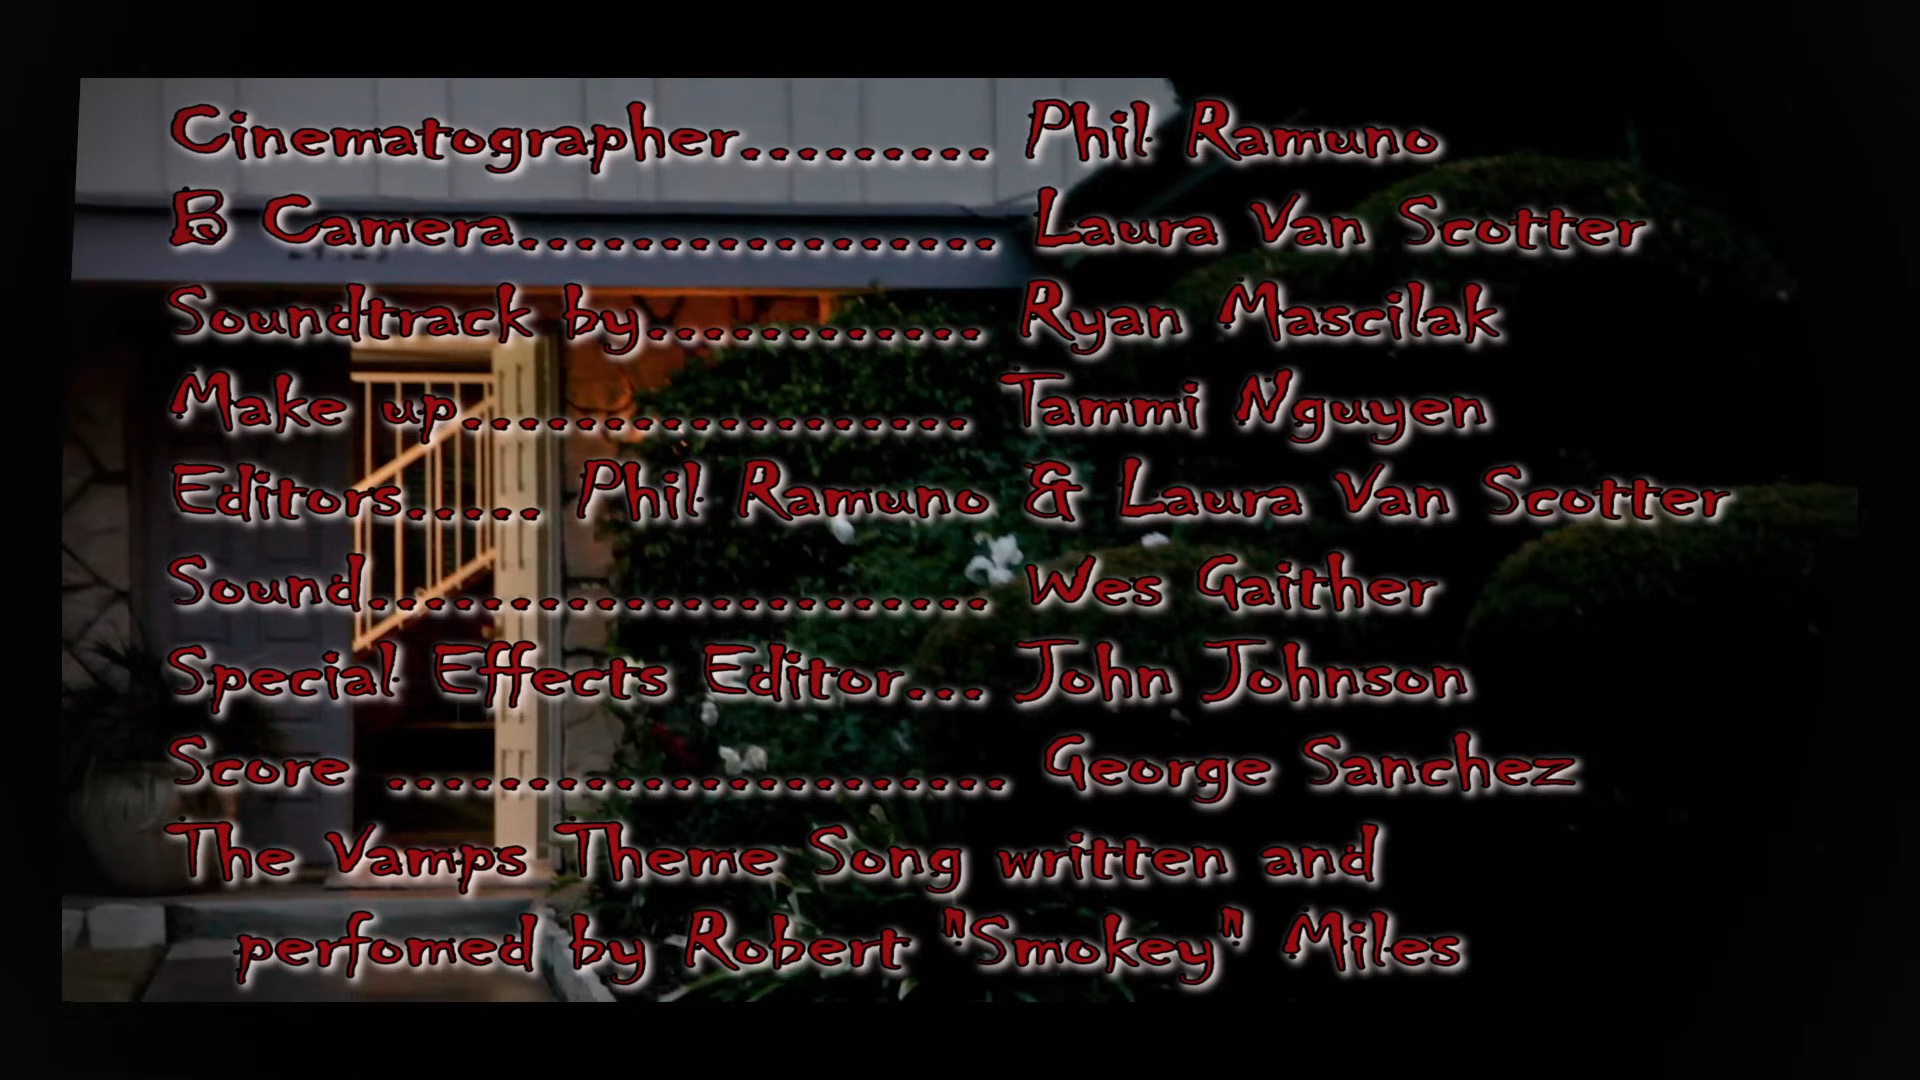 Cinematographer......... Phil Ramuno
B Camera................. Laura Van Scotter
Soundtrack by............ Ryan Mascilak
Make up.................. Tammi Nguyen
Editors..... Phil Ramuno & Laura Van Scotter
Sound...................... Wes Gaither
Special Effects Editor... John Johnson
Score ...................... George Sanchez
The Vamps Theme Song written and
perfomed by Robert "Smokey" Miles